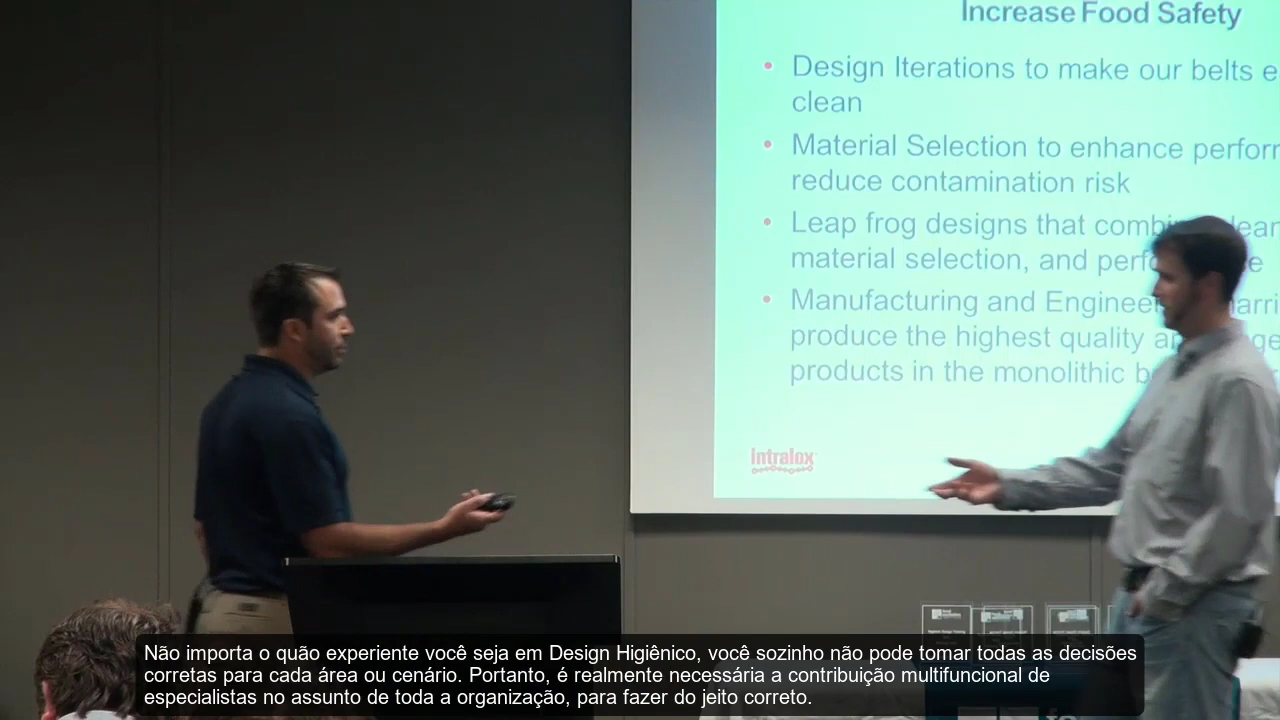 Increase Food Safety
• Design Iterations to make our belts e
clean
• Material Selection to enhance perfor
reduce contamination risk
• Leap frog designs that combin lean
material selection, and perfo e
• Manufacturing and Enginee arri
produce the highest quality a
products in the monolithic b
intralox
Não importa o quão experiente você seja em Design Higiênico, você sozinho não pode tomar todas as decisões
corretas para cada área ou cenário. Portanto, é realmente necessária a contribuição multifuncional de
especialistas no assunto de toda a organização, para fazer do jeito correto.